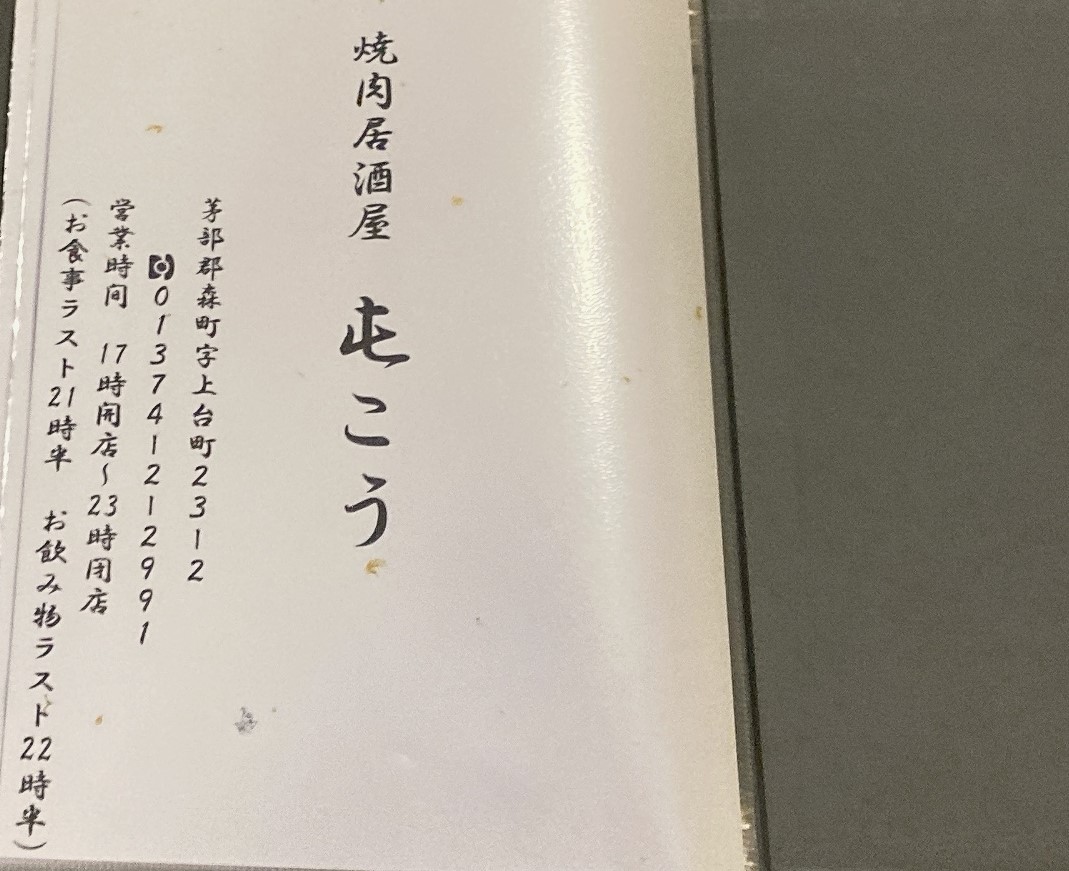 焼肉居酒屋 屯こう
茅部郡森町字上台町231-2
01374-2-2991
営業時間 17時開店~23時閉店
(お食事ラスト21時半 お飲み物ラスト22時半)